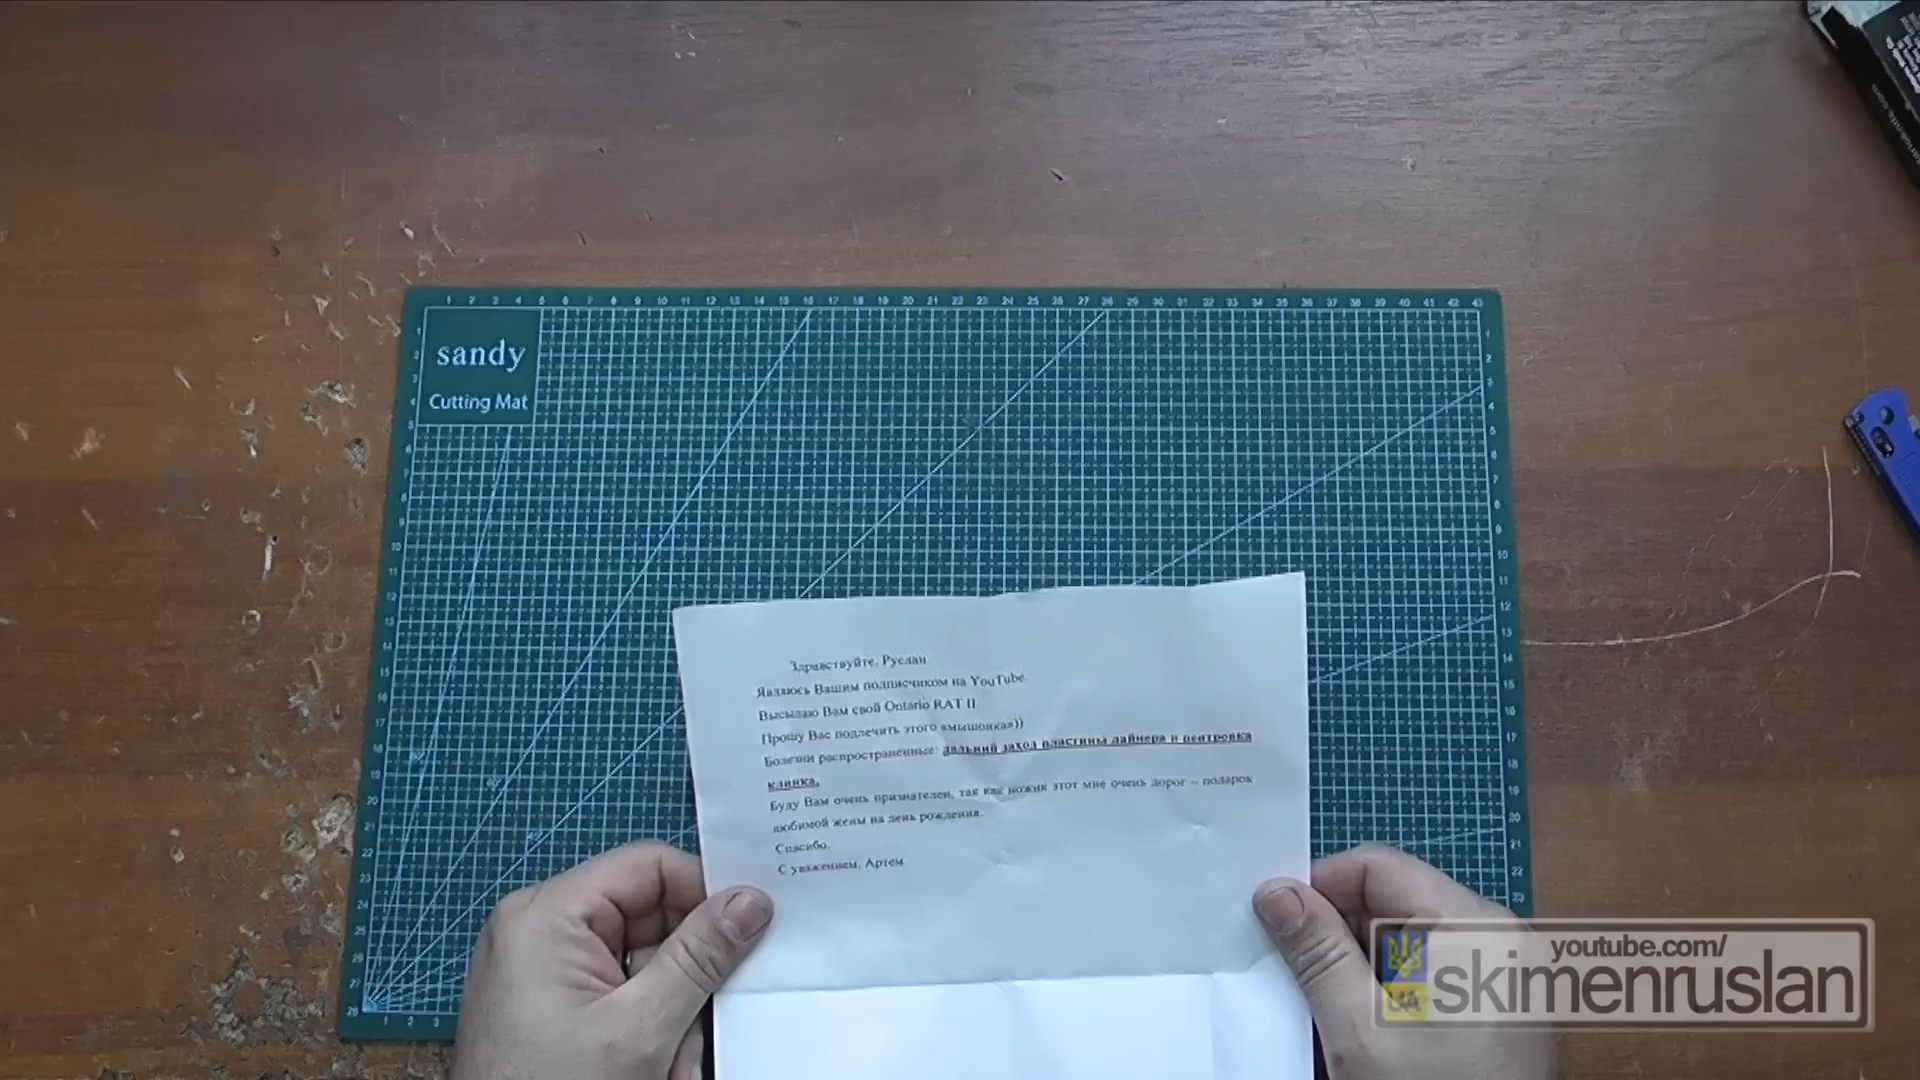 sandy
Cutting Mat
Здравствуйте, Руслан
Являюсь Вашим подписчиком на YouTube.
Высылаю Вам свой Ontario RAT II
Прошу Вас подлечить этого «мышонка»))
Болезни распространенные: дальний заход пластины лайнера и центровка
клинка.
Буду Вам очень признателен, так как ножик этот мне очень дорог – подарок
любимой жены на день рождения.
Спасибо.
С уважением, Артем
youtube.com/
UA skimenruslan